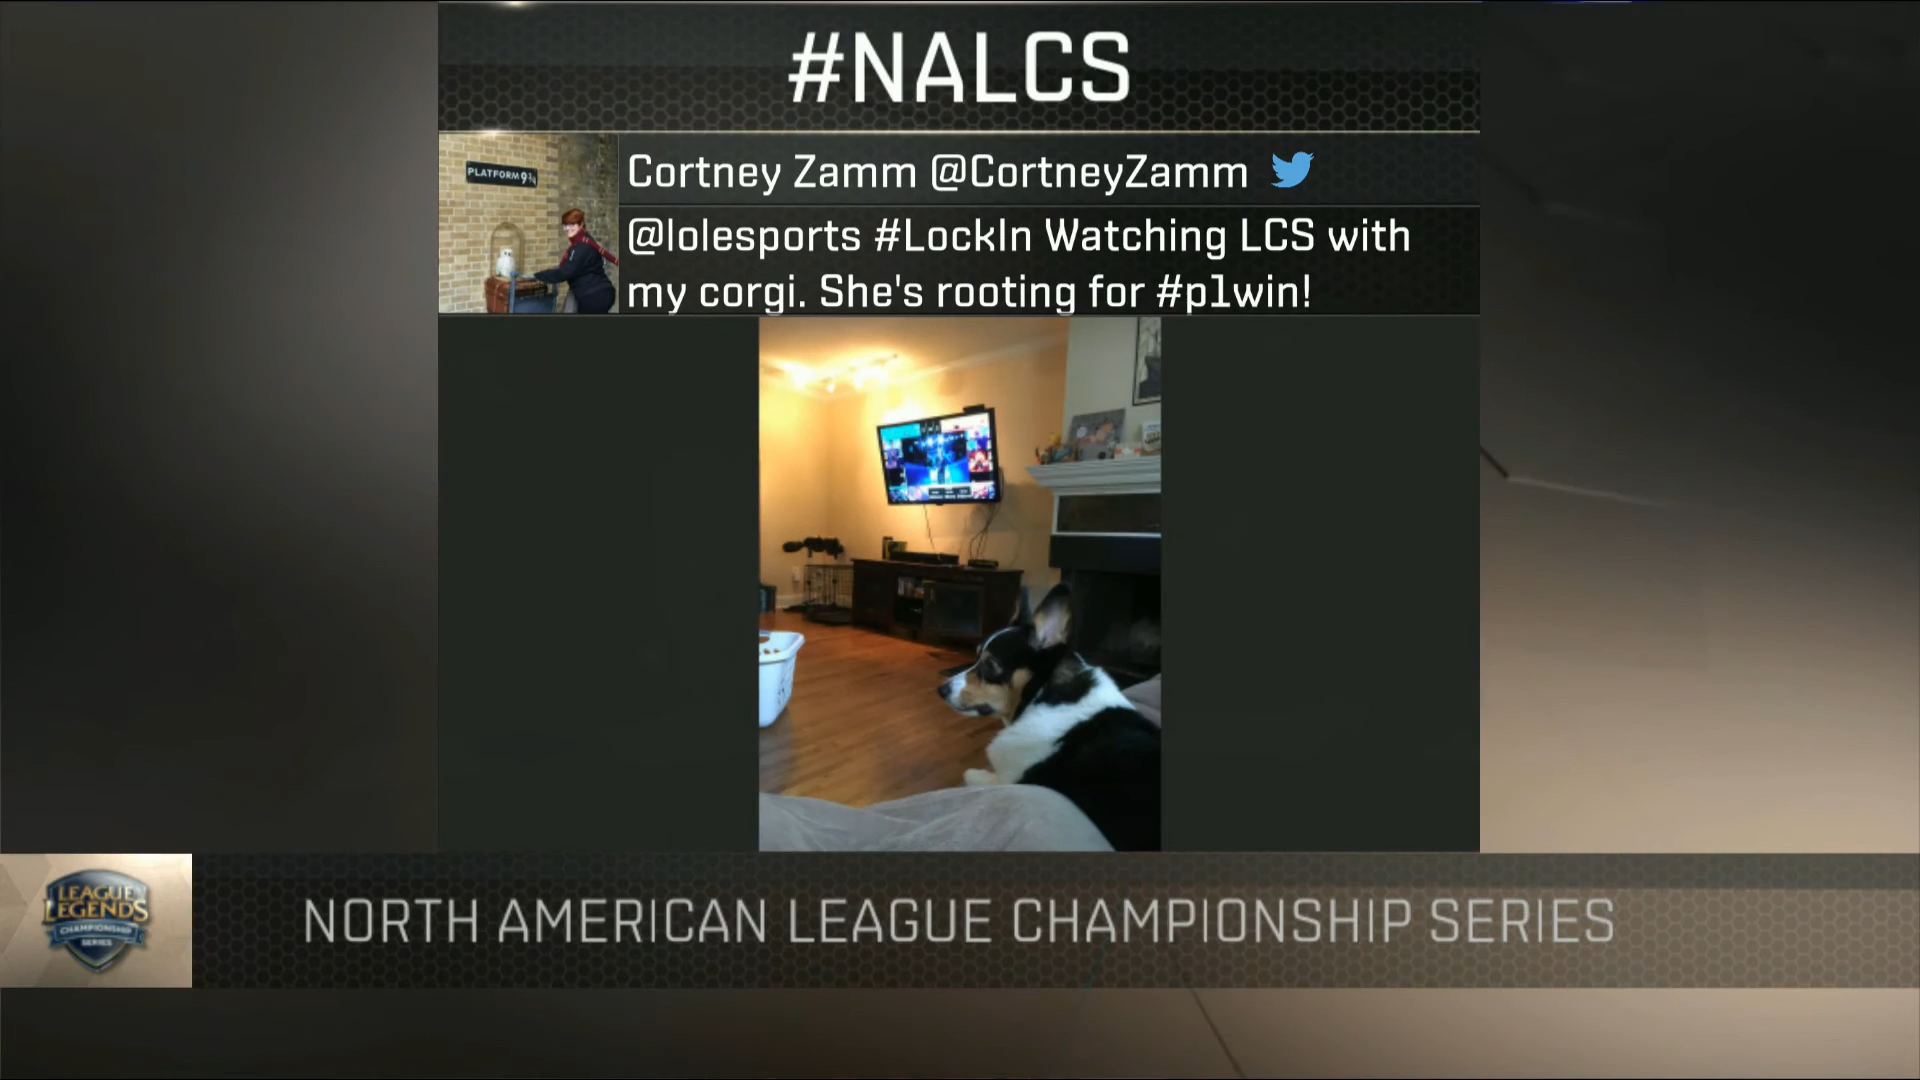 #NALCS
PLATFORM 9¾
Cortney Zamm @CortneyZamm
@lolesports #LockIn Watching LCS with
my corgi. She's rooting for #p1win!
LEAGUE
LEGENDS
CHAMPIONSHIP
SERIES
NORTH AMERICAN LEAGUE CHAMPIONSHIP SERIES